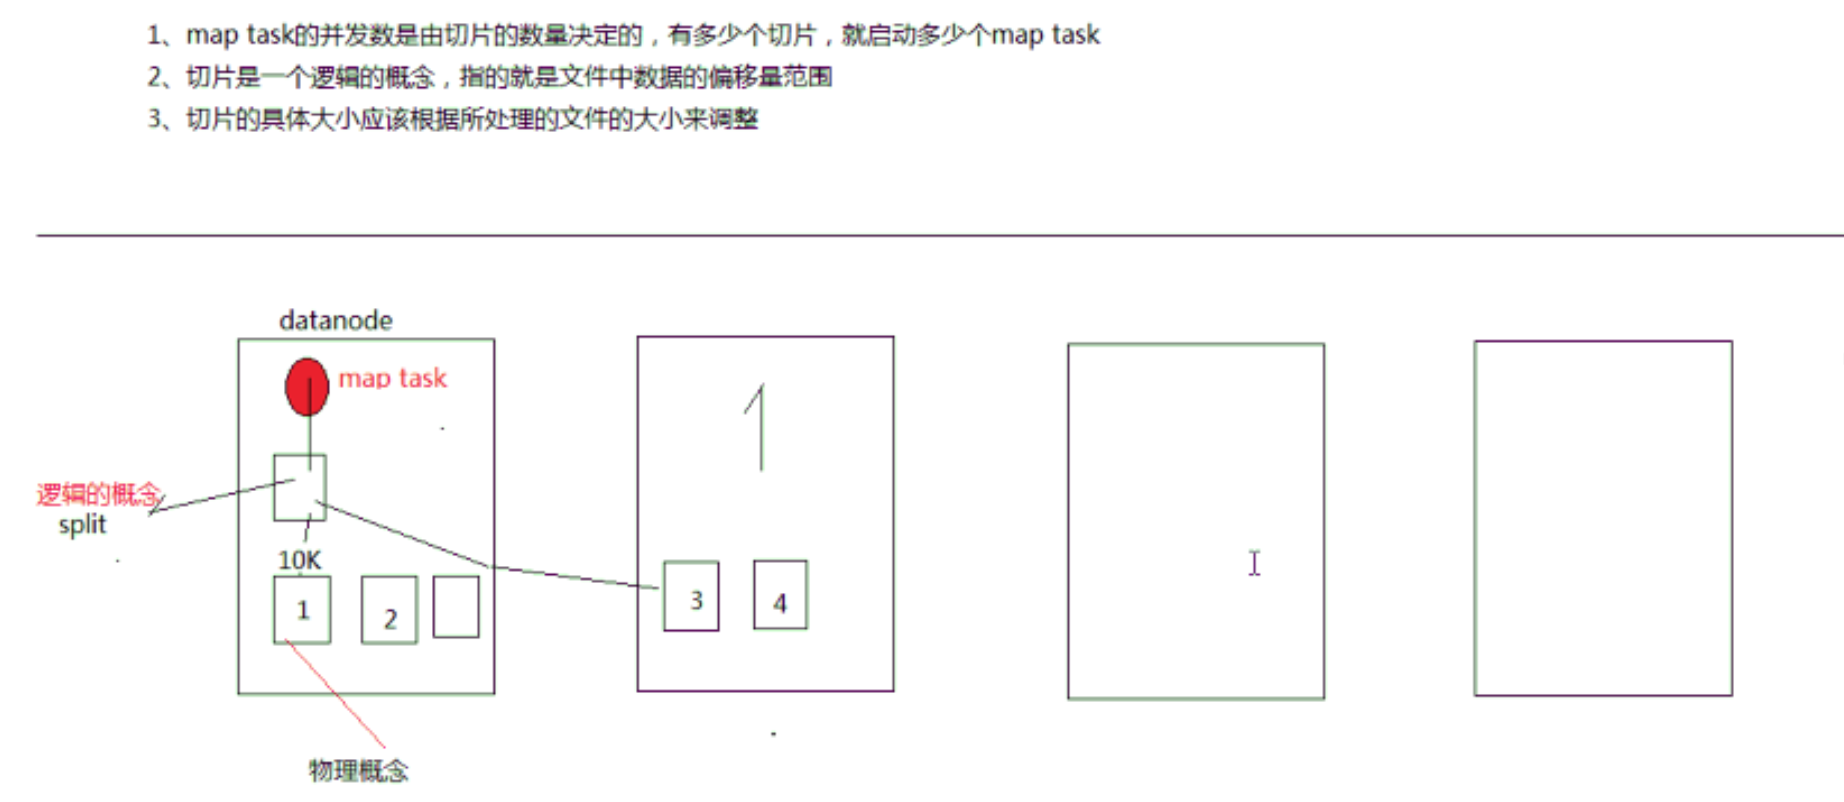 1、map task的并发数是由切片的数量决定的，有多少个切片，就启动多少个map task
2、切片是一个逻辑的概念，指的就是文件中数据的偏移量范围
3、切片的具体大小应该根据所处理的文件的大小来调整
datanode
map task
逻辑的概念
split
10K
1
2
3
4
物理概念